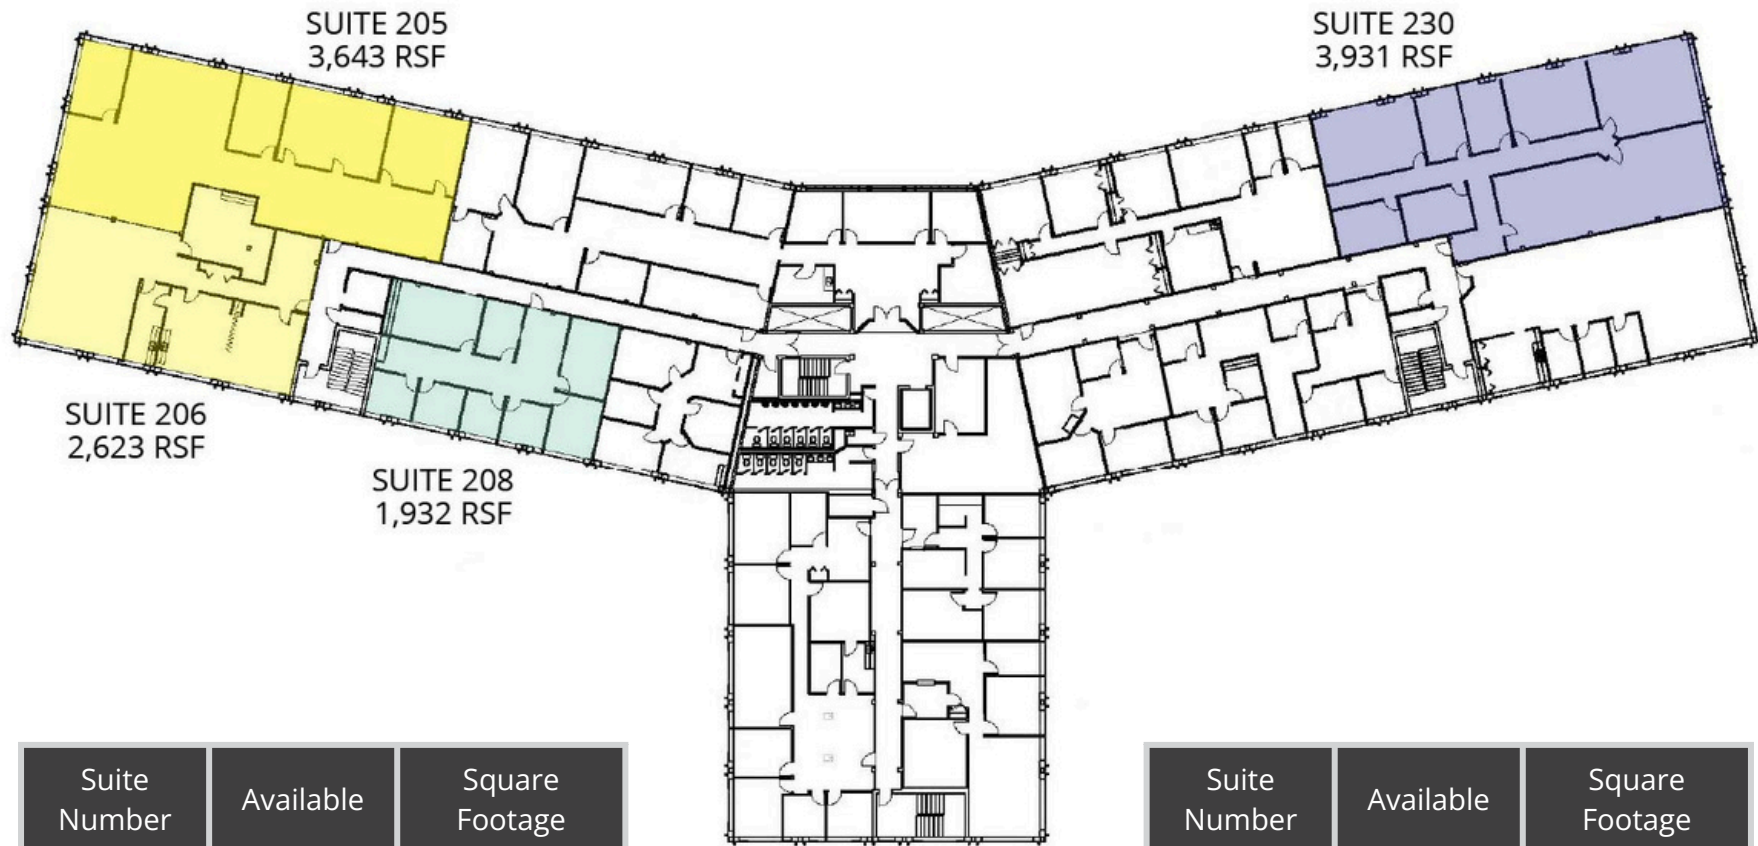 SUITE 205
3,643 RSF
SUITE 230
3,931 RSF
SUITE 206
2,623 RSF
SUITE 208
1,932 RSF
Suite
Number
Available
Square
Footage
Suite
Number
Available
Square
Footage